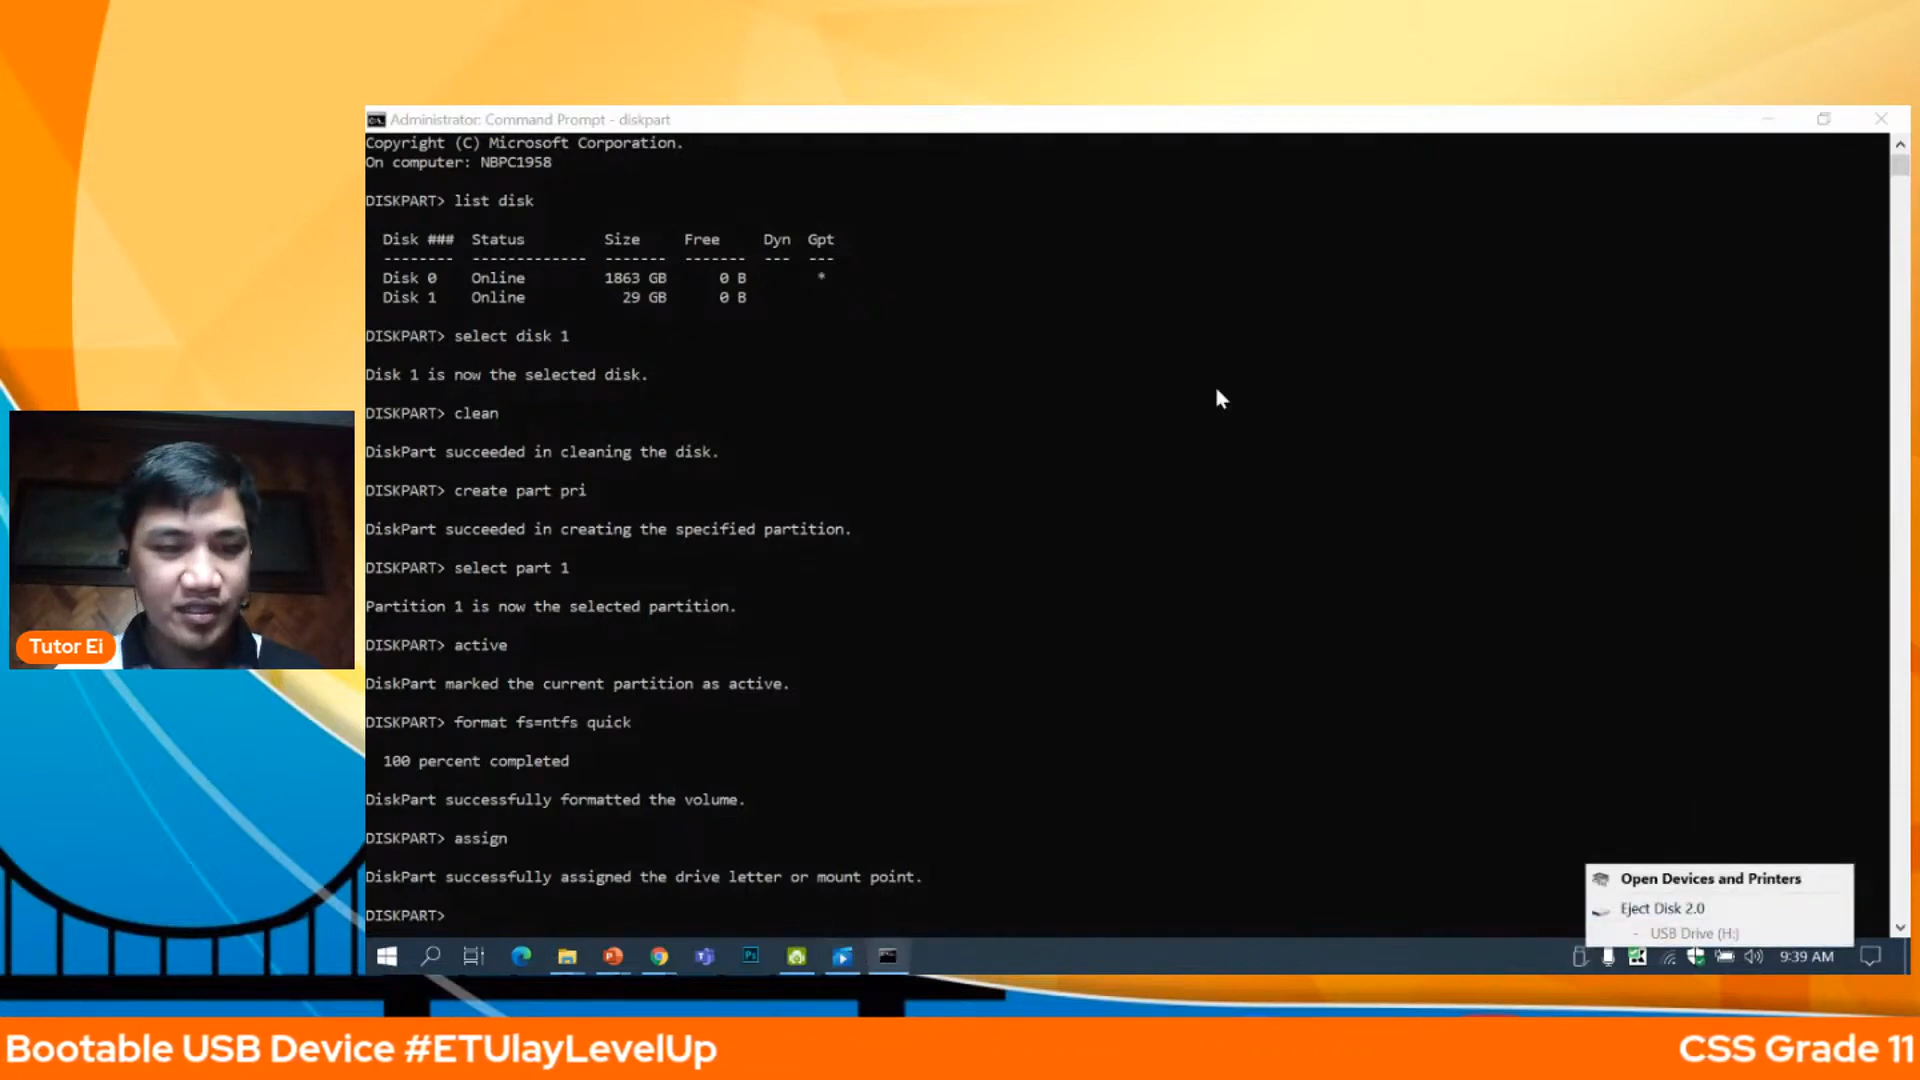 Administrator: Command Prompt - diskpart
Copyright (C) Microsoft Corporation.
On computer: NBPC1958
DISKPART> list disk
Disk ### Status Size Free Dyn Gpt
-------- ------------- ------- ------- --- ---
Disk 0 Online 1863 GB 0 B *
Disk 1 Online 29 GB 0 B
DISKPART> select disk 1
Disk 1 is now the selected disk.
DISKPART> clean
DiskPart succeeded in cleaning the disk.
DISKPART> create part pri
DiskPart succeeded in creating the specified partition.
DISKPART> select part 1
Partition 1 is now the selected partition.
DISKPART> active
DiskPart marked the current partition as active.
DISKPART> format fs=ntfs quick
100 percent completed
DiskPart successfully formatted the volume.
DISKPART> assign
DiskPart successfully assigned the drive letter or mount point.
DISKPART>
Tutor Ei
Open Devices and Printers
Eject Disk 2.0
- USB Drive (H:)
Ps
9:39 AM
Bootable USB Device #ETUlayLevelUp
CSS Grade 11